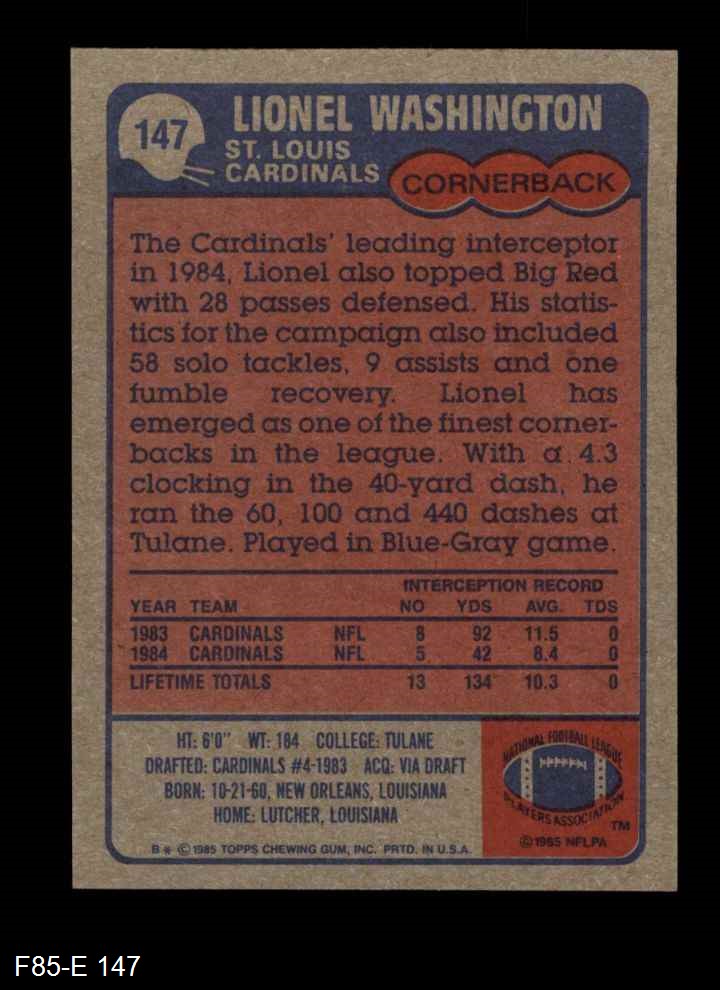 147
LIONEL WASHINGTON
ST. LOUIS
CARDINALS
CORNERBACK
The Cardinals' leading interceptor
in 1984, Lionel also topped Big Red
with 28 passes defensed. His statis-
tics for the campaign also included
58 solo tackles, 9 assists and one
fumble recovery. Lionel has
emerged as one of the finest corner-
backs in the league. With a 4.3
clocking in the 40-yard dash, he
ran the 60, 100 and 440 dashes at
Tulane. Played in Blue-Gray game.
INTERCEPTION RECORD
YEAR TEAM NO YDS AVG. TDS
1983 CARDINALS NFL 8 92 11.5 0
1984 CARDINALS NFL 5 42 8.4 0
LIFETIME TOTALS 13 134 10.3 0
HT: 6'0" WT: 184 COLLEGE: TULANE
DRAFTED: CARDINALS #4-1983 ACQ: VIA DRAFT
BORN: 10-21-60, NEW ORLEANS, LOUISIANA
HOME: LUTCHER, LOUISIANA
B* © 1985 TOPPS CHEWING GUM, INC. PRTD. IN U.S.A.
NATIONAL FOOTBALL LEAGUE
PLAYERS ASSOCIATION
TM
© 1985 NFLPA
F85-E 147